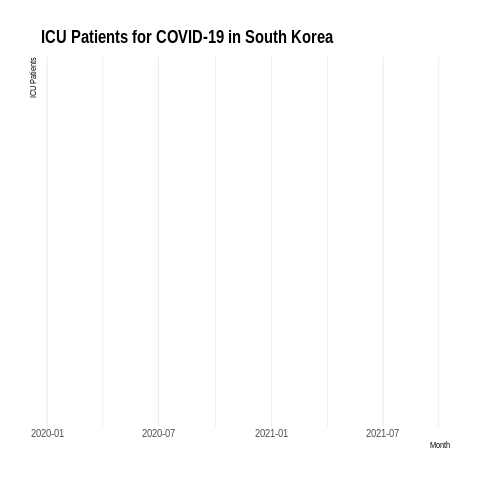 ICU Patients for COVID-19 in South Korea
ICU Patients
2020-01 2020-07 2021-01 2021-07
Month